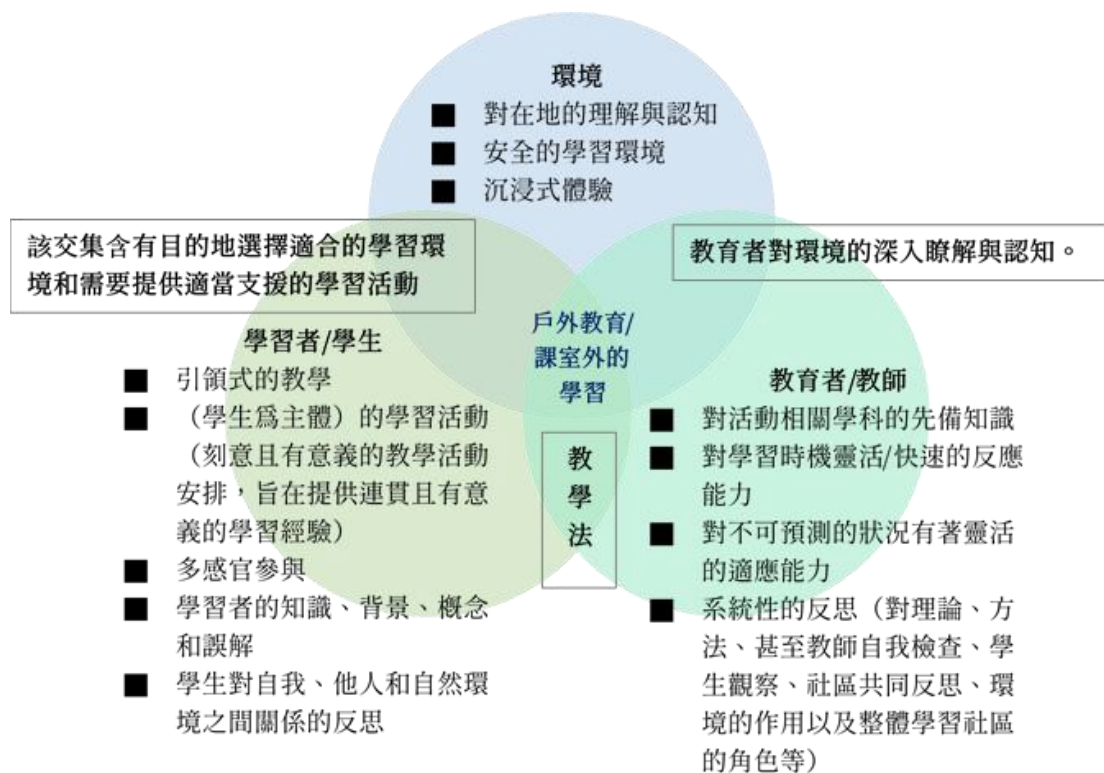 環境
■ 對在地的理解與認知
■ 安全的學習環境
■ 沉浸式體驗
該交集含有目的地選擇適合的學習環
境和需要提供適當支援的學習活動
教育者對環境的深入瞭解與認知。
戶外教育/
課室外的
學習
教
學
法
學習者/學生
■ 引領式的教學
■ （學生爲主體）的學習活動
（刻意且有意義的教學活動
安排，旨在提供連貫且有意
義的學習經驗）
■ 多感官參與
■ 學習者的知識、背景、概念
和誤解
■ 學生對自我、他人和自然環
境之間關係的反思
教育者/教師
■ 對活動相關學科的先備知識
■ 對學習時機靈活/快速的反應
能力
■ 對不可預測的狀況有著靈活
的適應能力
■ 系統性的反思（對理論、方
法、甚至教師自我檢查、學
生觀察、社區共同反思、環
境的作用以及整體學習社區
的角色等）